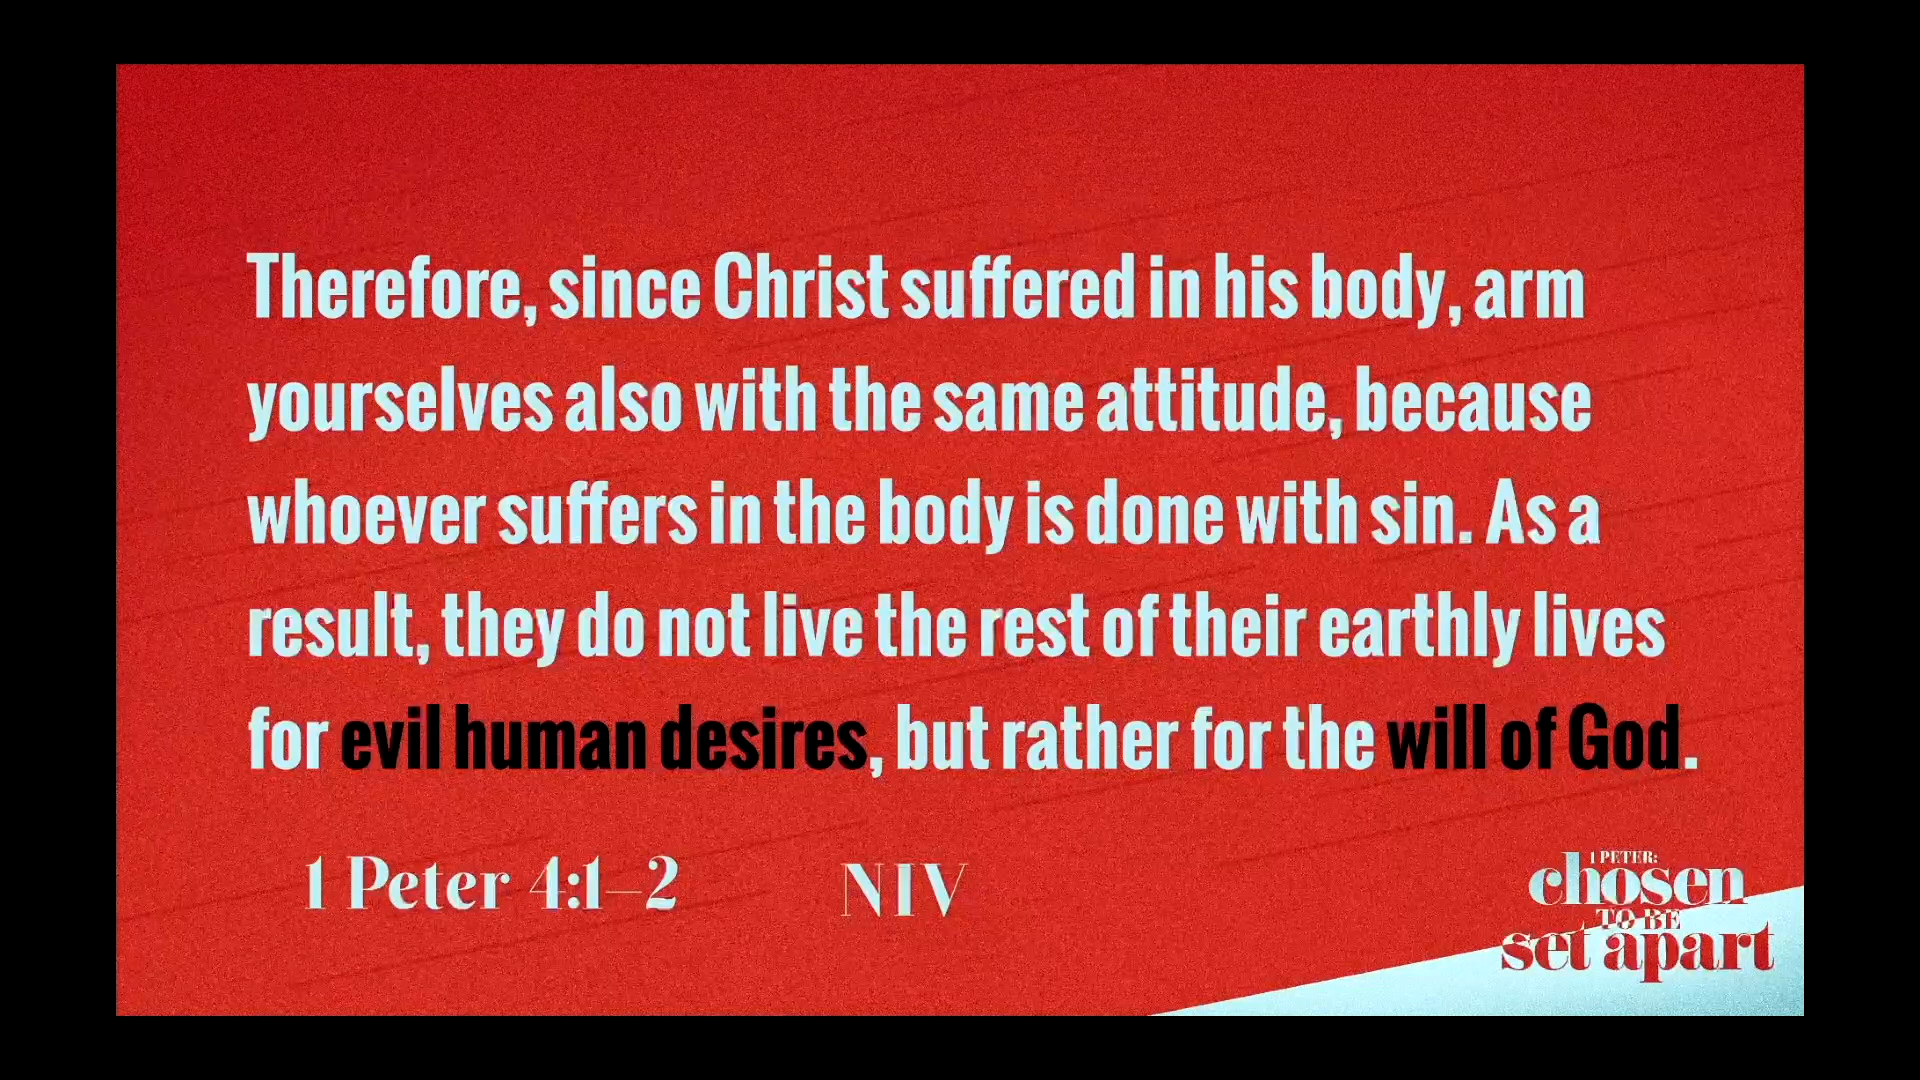 Therefore, since Christ suffered in his body, arm
yourselves also with the same attitude, because
whoever suffers in the body is done with sin. As a
result, they do not live the rest of their earthly lives
for evil human desires, but rather for the will of God.
1 Peter 4:1–2 NIV
1 PETER:
chosen
TO BE
set apart